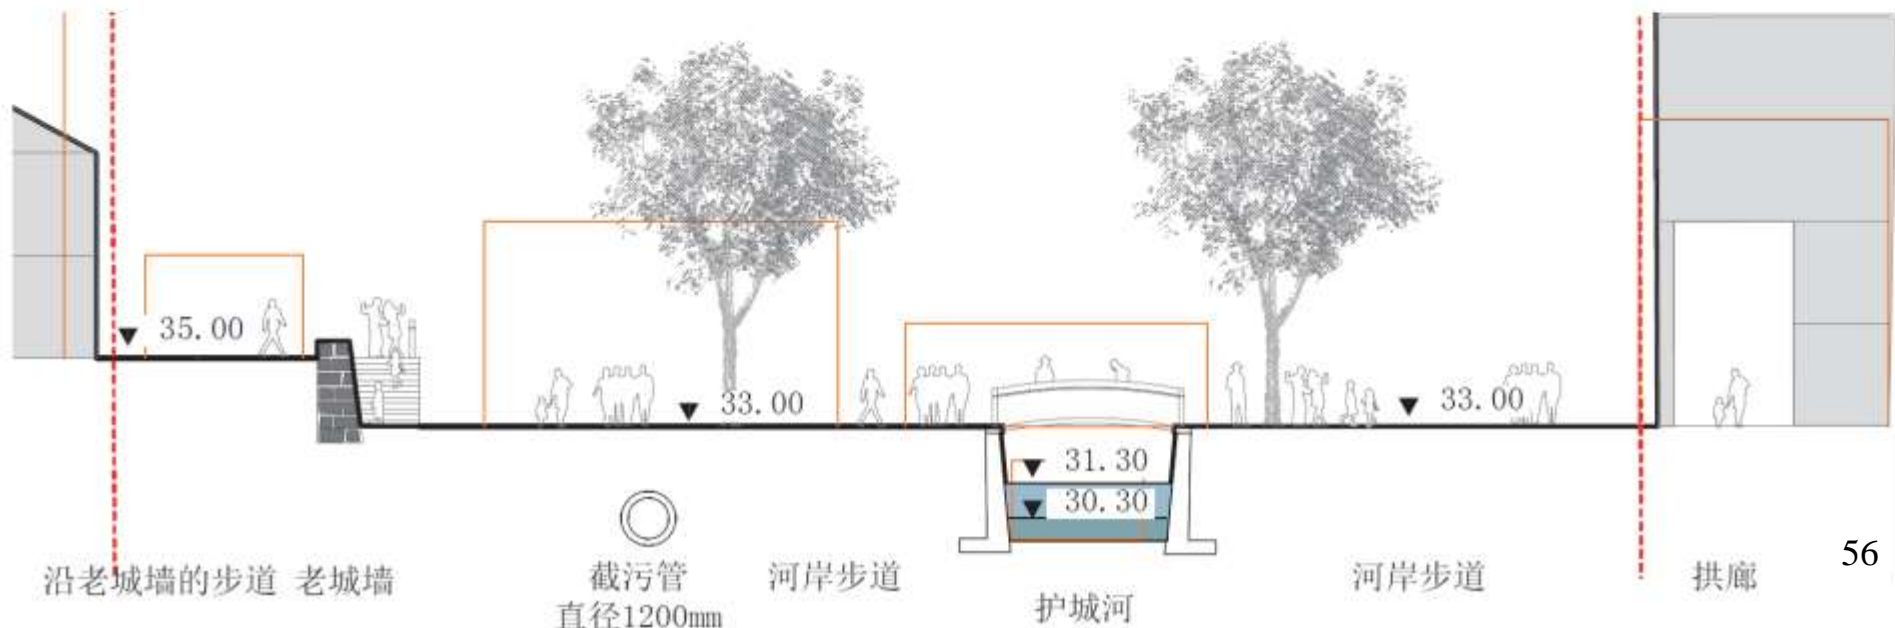 35.00
33.00
33.00
31.30
30.30
沿老城墙的步道 老城墙
截污管
直径1200mm
河岸步道
护城河
河岸步道
拱廊
56